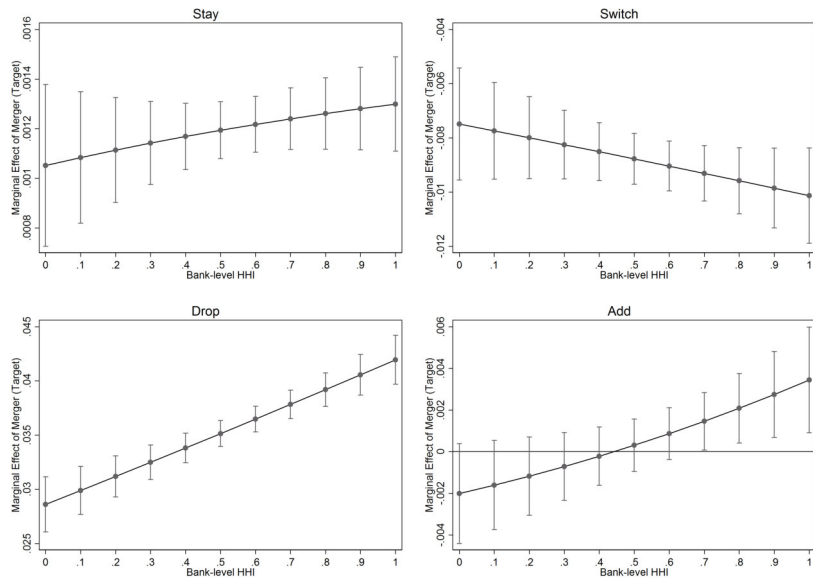 Stay
Marginal Effect of Merger (Target)
.0008 .001 .0012 .0014 .0016
0 .1 .2 .3 .4 .5 .6 .7 .8 .9 1
Bank-level HHI
Switch
Marginal Effect of Merger (Target)
-.012 -.01 -.008 -.006 -.004
0 .1 .2 .3 .4 .5 .6 .7 .8 .9 1
Bank-level HHI
Drop
Marginal Effect of Merger (Target)
.025 .03 .035 .04 .045
0 .1 .2 .3 .4 .5 .6 .7 .8 .9 1
Bank-level HHI
Add
Marginal Effect of Merger (Target)
-.004 -.002 0 .002 .004 .006
0 .1 .2 .3 .4 .5 .6 .7 .8 .9 1
Bank-level HHI